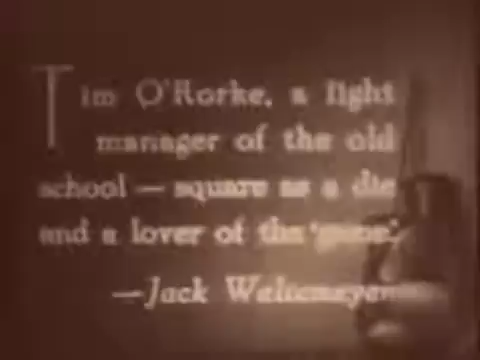 Tim O'Rorke, a fight
manager of the old
school — square as a die
and a lover of the 'game'.
—Jack